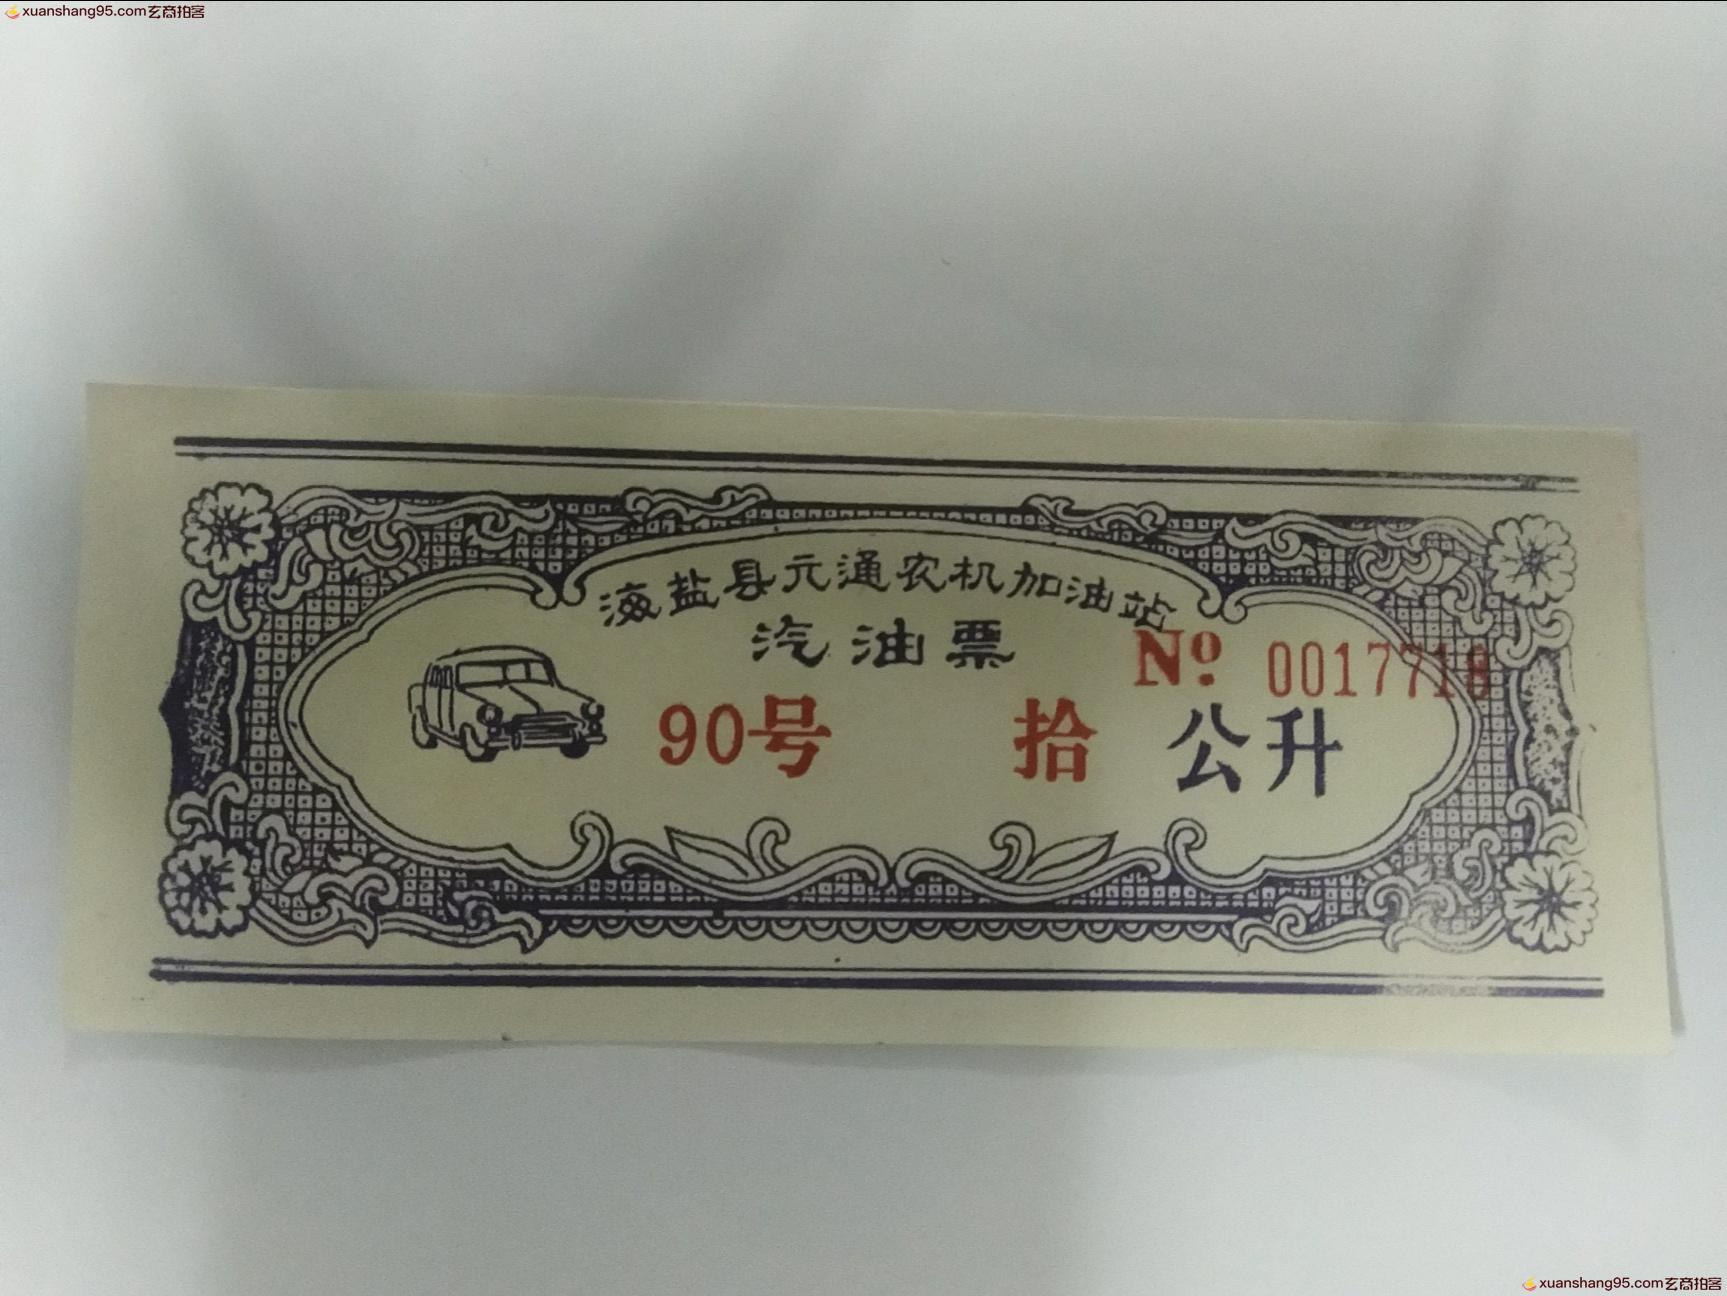 xuanshang95.com玄商拍客
海盐县元通农机加油站
汽油票
No 0017718
90号 拾 公升
xuanshang95.com玄商拍客